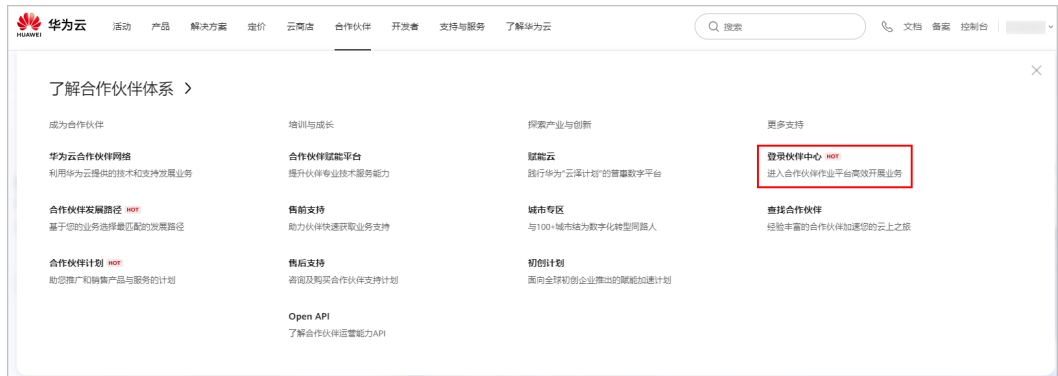 HUAWEI
华为云 活动 产品 解决方案 定价 云商店 合作伙伴 开发者 支持与服务 了解华为云 搜索 文档 备案 控制台
了解合作伙伴体系
成为合作伙伴
华为云合作伙伴网络
利用华为云提供的技术和支持发展业务
合作伙伴发展路径 HOT
基于您的业务选择最匹配的发展路径
合作伙伴计划 HOT
助您推广和销售产品与服务的计划
培训与成长
合作伙伴赋能平台
提升伙伴专业技术服务能力
售前支持
助力伙伴快速获取业务支持
售后支持
咨询及购买合作伙伴支持计划
Open API
了解合作伙伴运营能力API
探索产业与创新
赋能云
践行华为“云泽计划”的普惠数字平台
城市专区
与100+城市结为数字化转型同路人
初创计划
面向全球初创企业推出的赋能加速计划
更多支持
登录伙伴中心 HOT
进入合作伙伴作业平台高效开展业务
查找合作伙伴
经验丰富的合作伙伴加速您的云上之旅